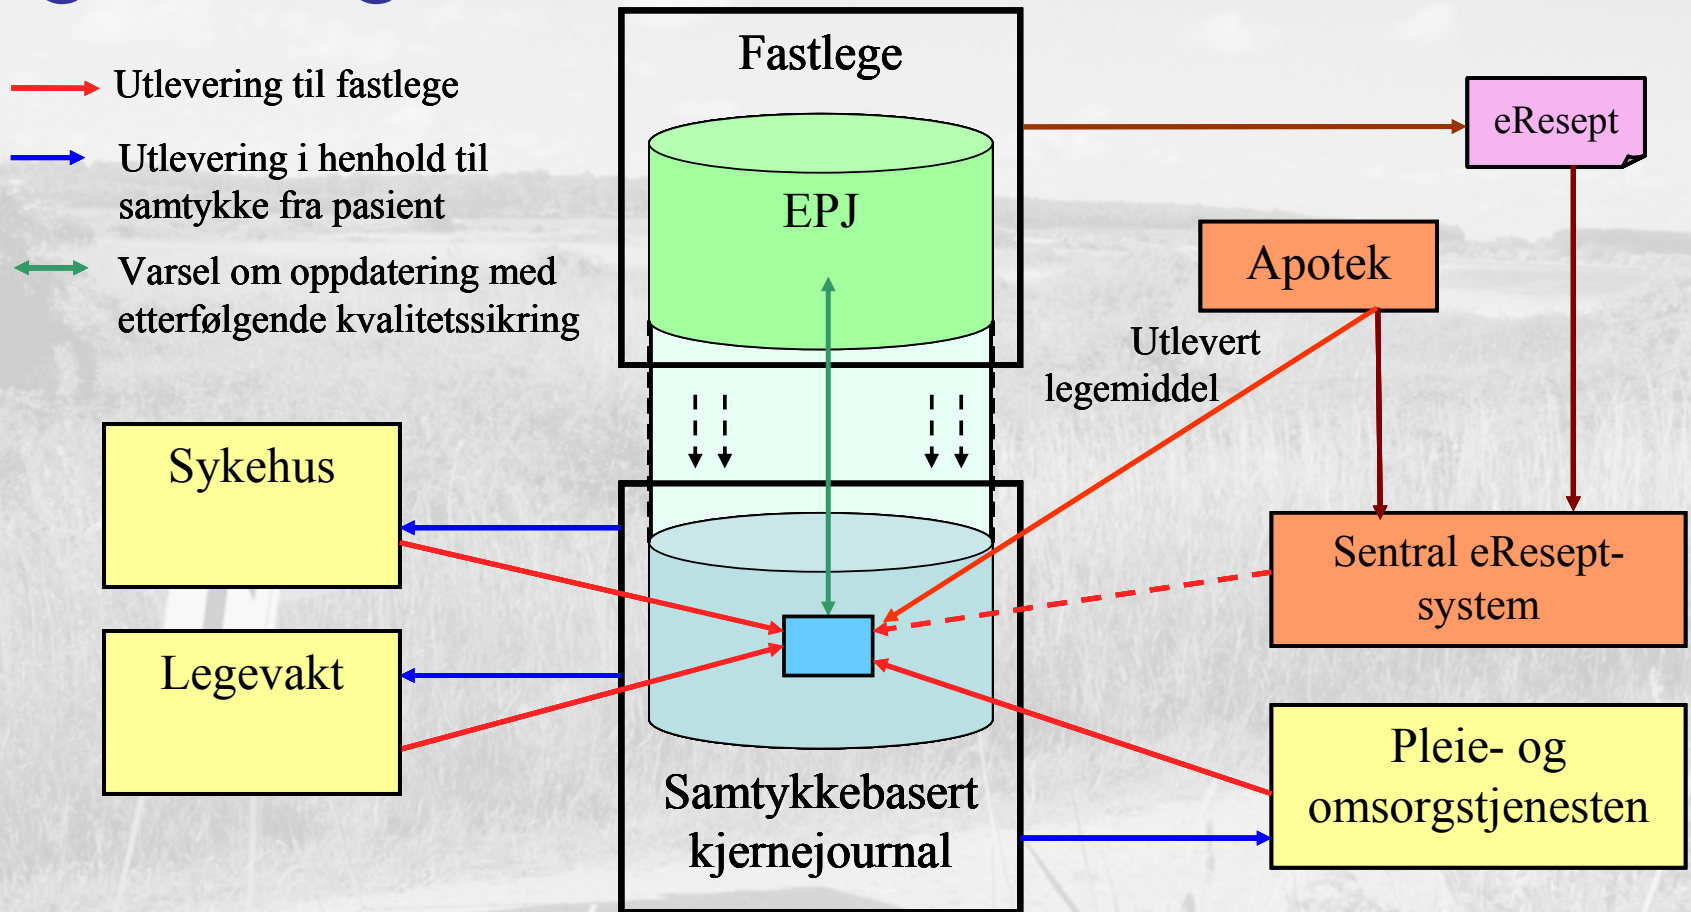 Fastlege
Utlevering til fastlege
Utlevering i henhold til
samtykke fra pasient
Varsel om oppdatering med
etterfølgende kvalitetssikring
EPJ
eResept
Apotek
Utlevert
legemiddel
Sykehus
Legevakt
Sentral eResept-
system
Pleie- og
omsorgstjenesten
Samtykkebasert
kjernejournal